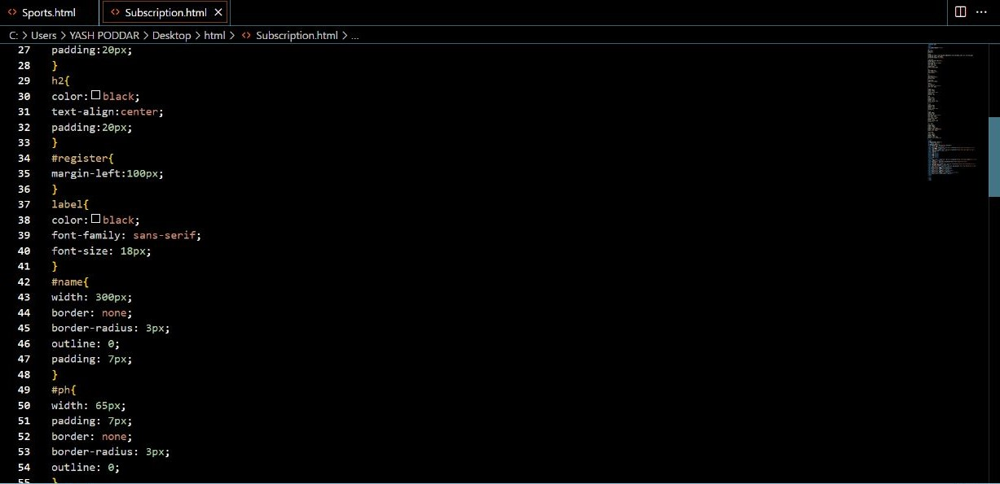 Sports.html
Subscription.html
C: > Users > YASH PODDAR > Desktop > html > Subscription.html > ...
27 padding:20px;
28 }
29 h2{
30 color:black;
31 text-align:center;
32 padding:20px;
33 }
34 #register{
35 margin-left:100px;
36 }
37 label{
38 color:black;
39 font-family: sans-serif;
40 font-size: 18px;
41 }
42 #name{
43 width: 300px;
44 border: none;
45 border-radius: 3px;
46 outline: 0;
47 padding: 7px;
48 }
49 #ph{
50 width: 65px;
51 padding: 7px;
52 border: none;
53 border-radius: 3px;
54 outline: 0;
55 }